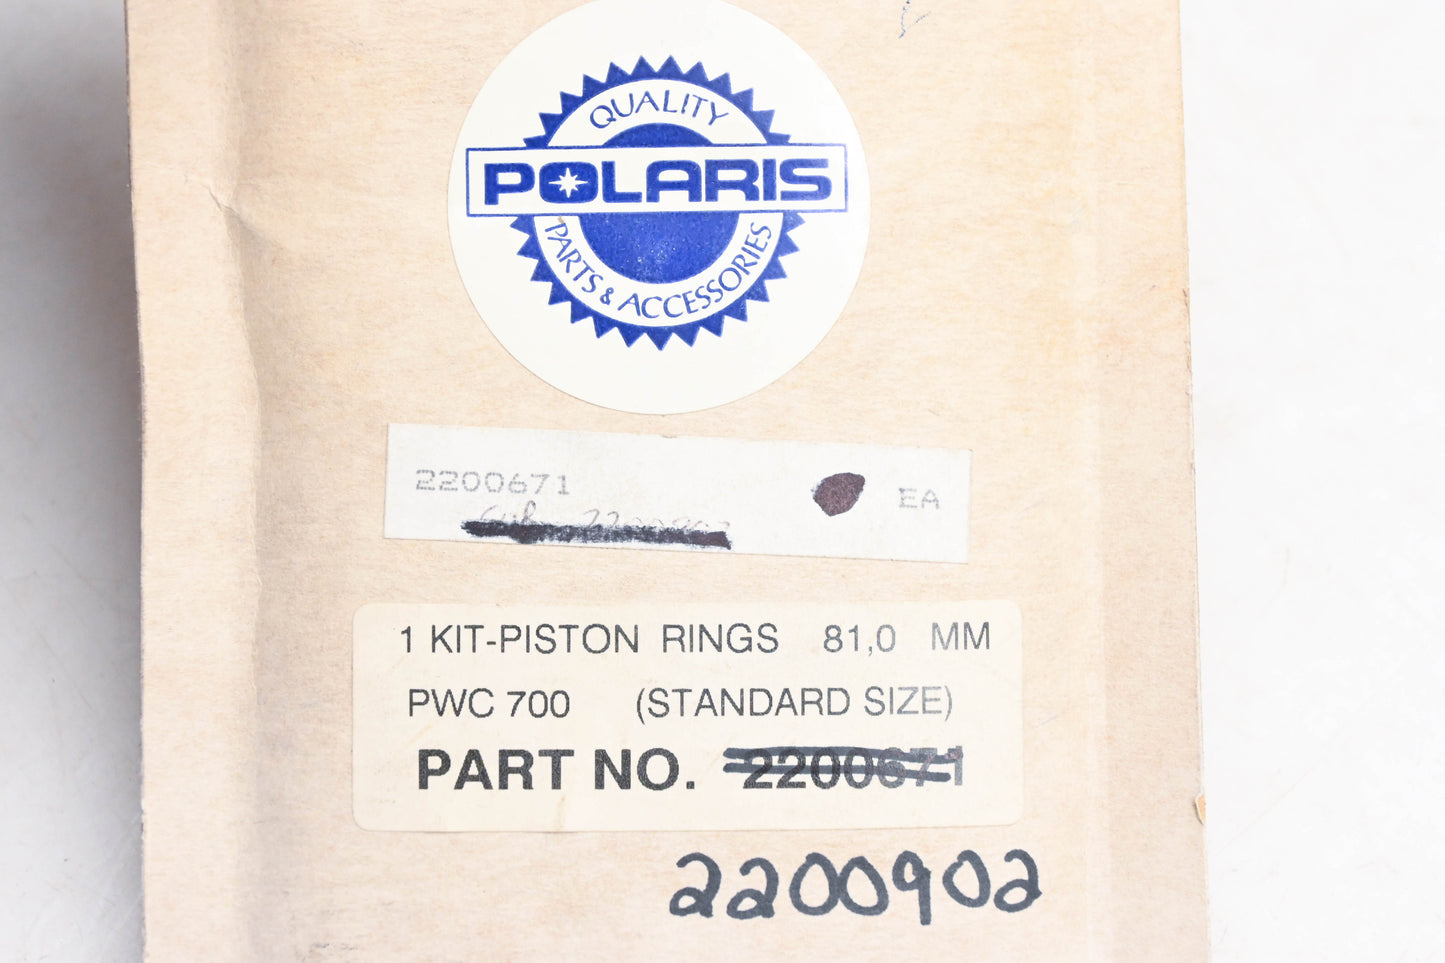 QUALITY
POLARIS
PARTS & ACCESSORIES
2200671 EA
1 KIT-PISTON RINGS 81,0 MM
PWC 700 (STANDARD SIZE)
PART NO. 2200671
2200902